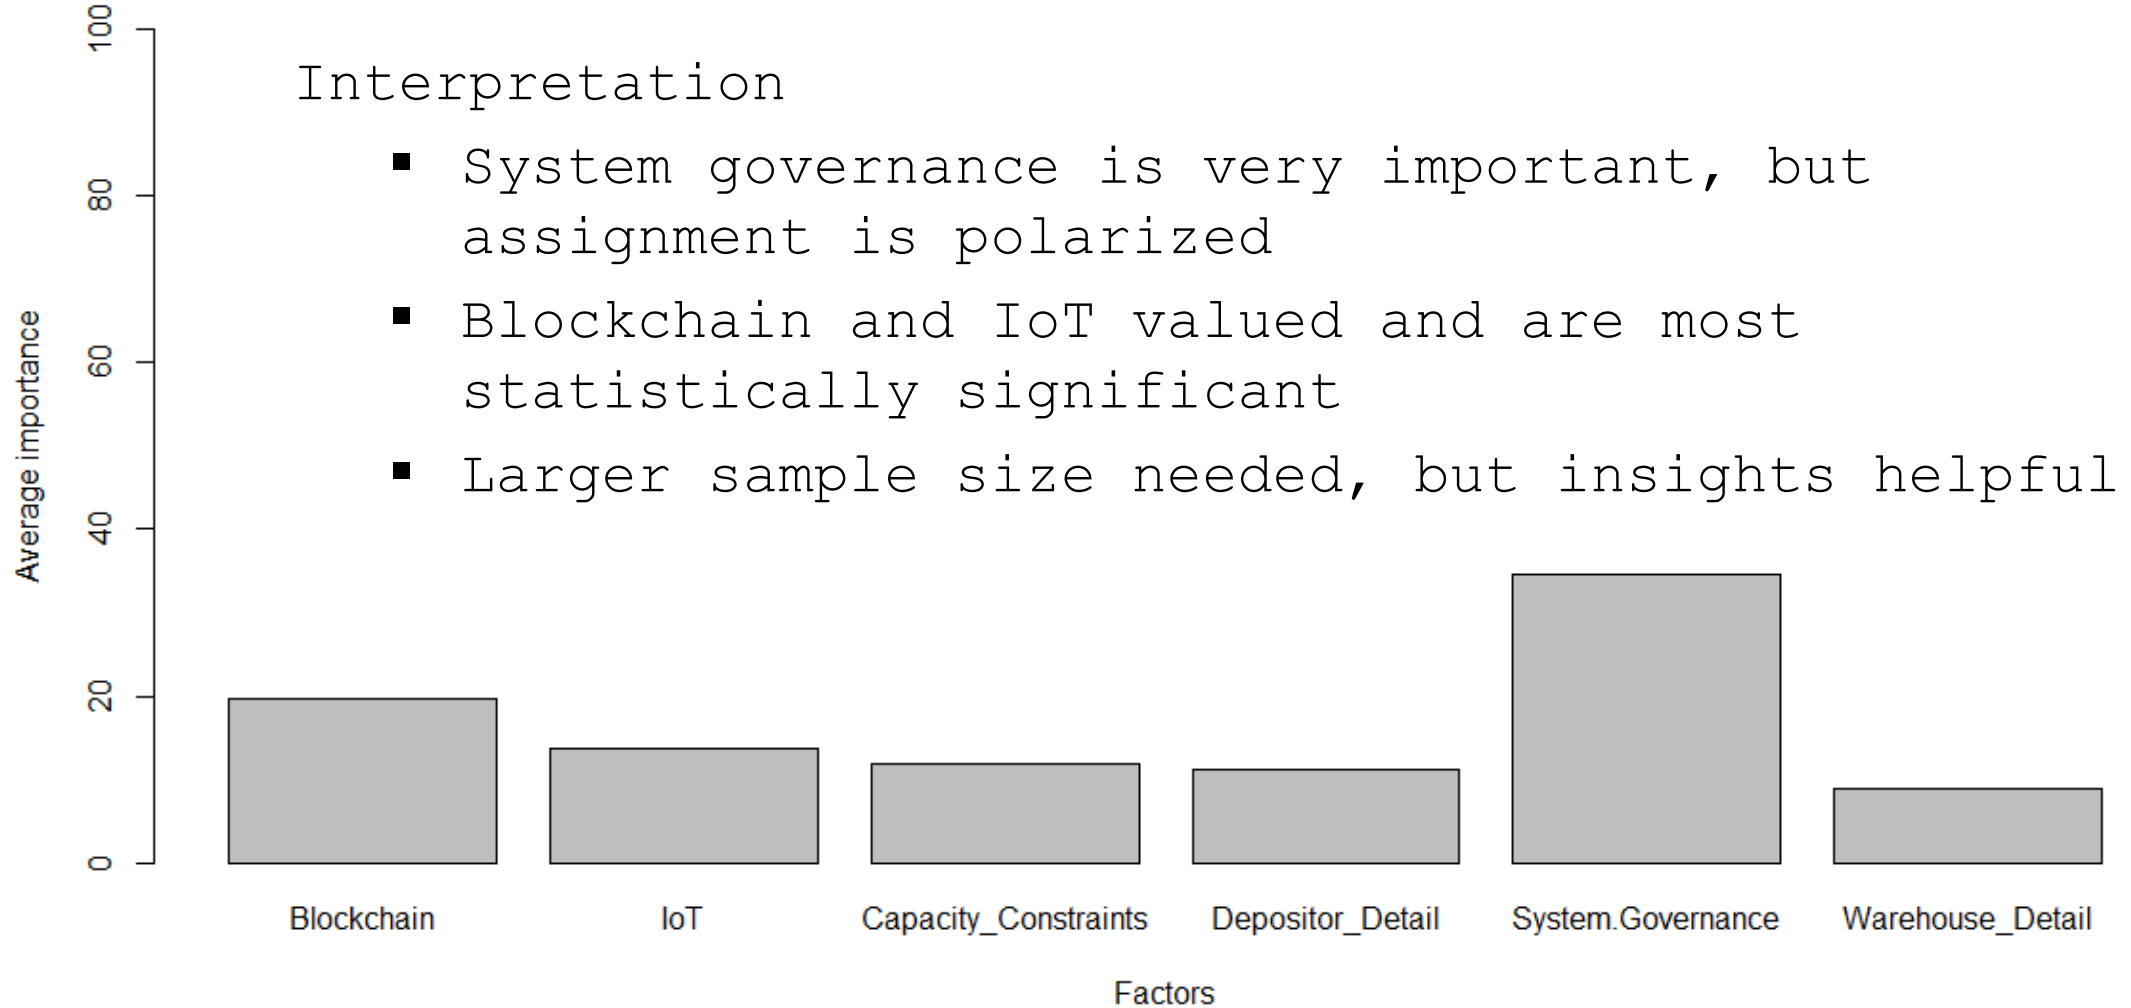 Interpretation
▪ System governance is very important, but
assignment is polarized
▪ Blockchain and IoT valued and are most
statistically significant
▪ Larger sample size needed, but insights helpful
Average importance
100
80
60
40
20
0
Blockchain IoT Capacity_Constraints Depositor_Detail System.Governance Warehouse_Detail
Factors